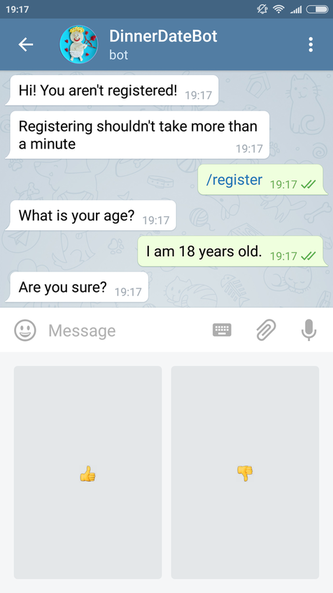 19:17
DinnerDateBot
bot
Hi! You aren't registered! 19:17
Registering shouldn't take more than
a minute 19:17
/register 19:17
What is your age? 19:17
I am 18 years old. 19:17
Are you sure? 19:17
Message